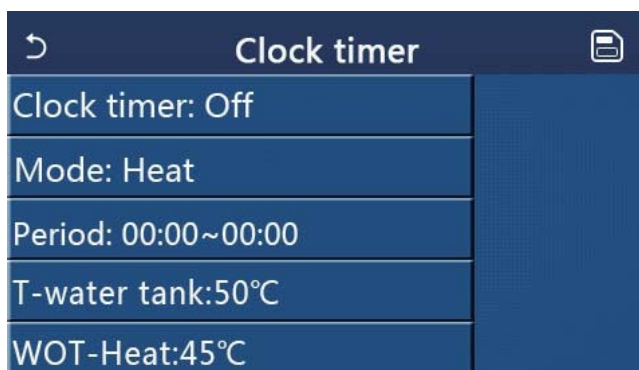 Clock timer
Clock timer: Off
Mode: Heat
Period: 00:00~00:00
T-water tank:50℃
WOT-Heat:45℃